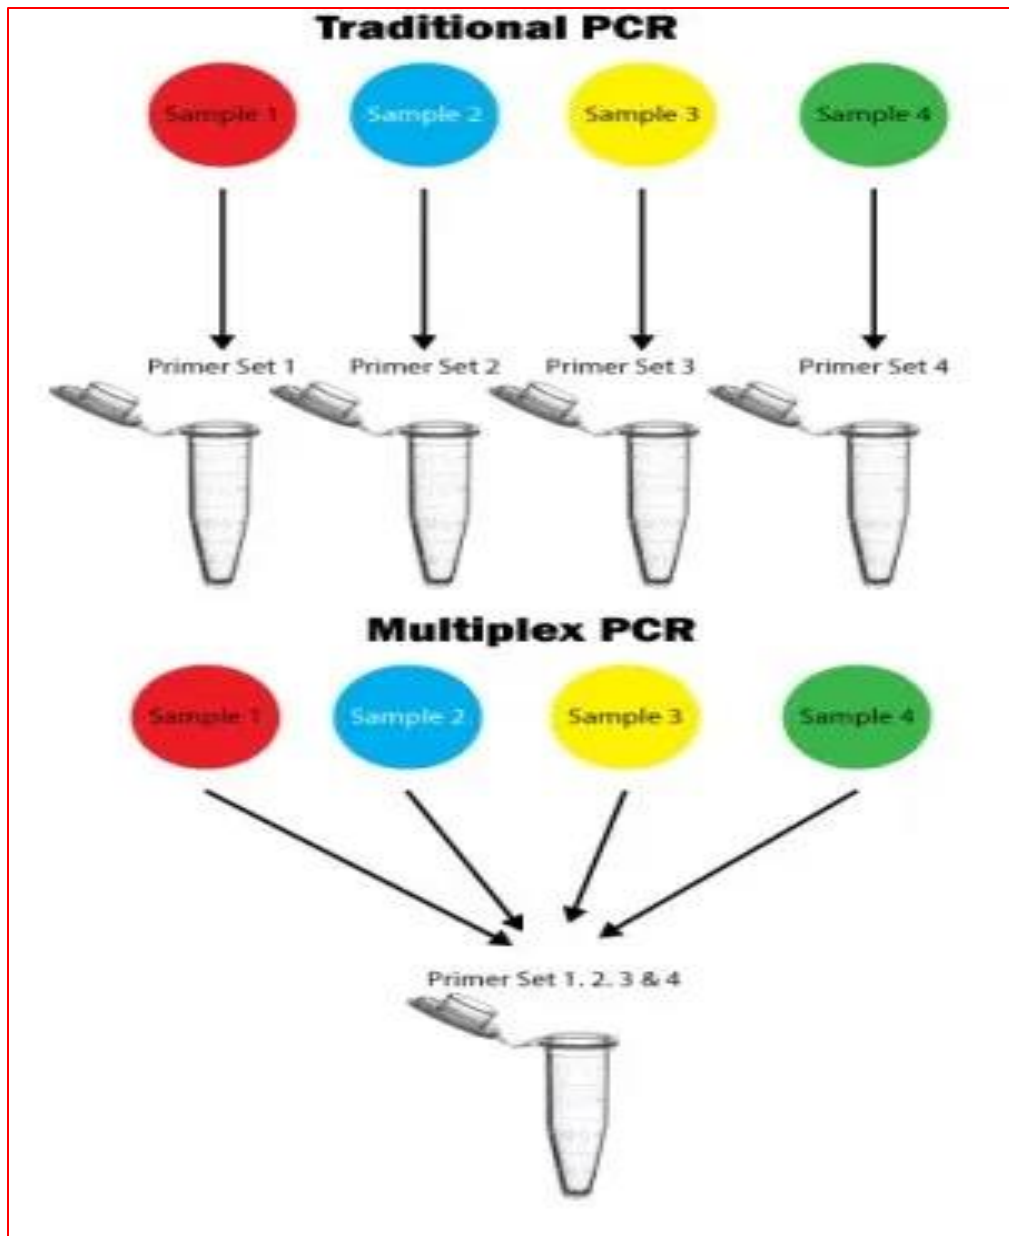 Traditional PCR
Sample 1 Sample 2 Sample 3 Sample 4
Primer Set 1 Primer Set 2 Primer Set 3 Primer Set 4
Multiplex PCR
Sample 1 Sample 2 Sample 3 Sample 4
Primer Set 1. 2. 3 & 4